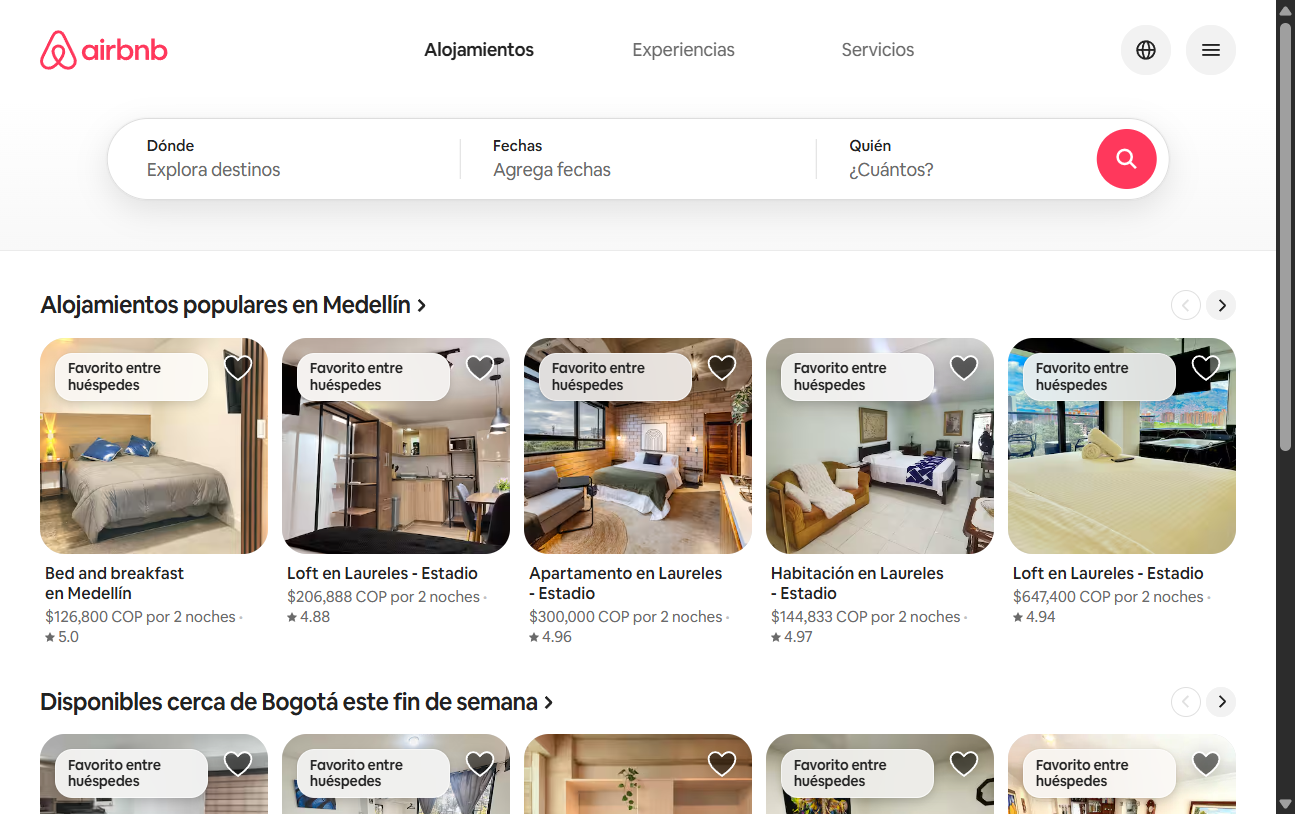 airbnb
Alojamientos
Experiencias
Servicios
Dónde
Explora destinos
Fechas
Agrega fechas
Quién
¿Cuántos?
Alojamientos populares en Medellín
Favorito entre
huéspedes
Bed and breakfast
en Medellín
$126,800 COP por 2 noches ·
★ 5.0
Favorito entre
huéspedes
Loft en Laureles - Estadio
$206,888 COP por 2 noches ·
★ 4.88
Favorito entre
huéspedes
Apartamento en Laureles
- Estadio
$300,000 COP por 2 noches ·
★ 4.96
Favorito entre
huéspedes
Habitación en Laureles
- Estadio
$144,833 COP por 2 noches ·
★ 4.97
Favorito entre
huéspedes
Loft en Laureles - Estadio
$647,400 COP por 2 noches ·
★ 4.94
Disponibles cerca de Bogotá este fin de semana
Favorito entre
huéspedes
Favorito entre
huéspedes
Favorito entre
huéspedes
Favorito entre
huéspedes